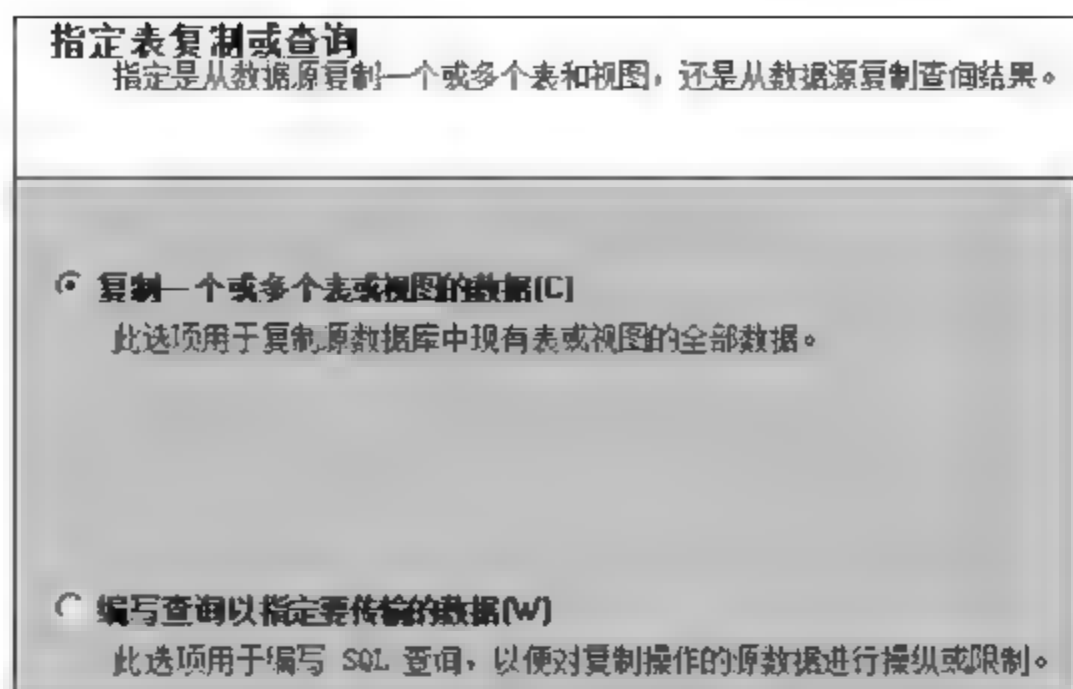 指定表复制或查询
指定是从数据源复制一个或多个表和视图，还是从数据源复制查询结果。
复制一个或多个表或视图的数据(C)
此选项用于复制源数据库中现有表或视图的全部数据。
编写查询以指定要传输的数据(W)
此选项用于编写 SQL 查询，以便对复制操作的源数据进行操纵或限制。